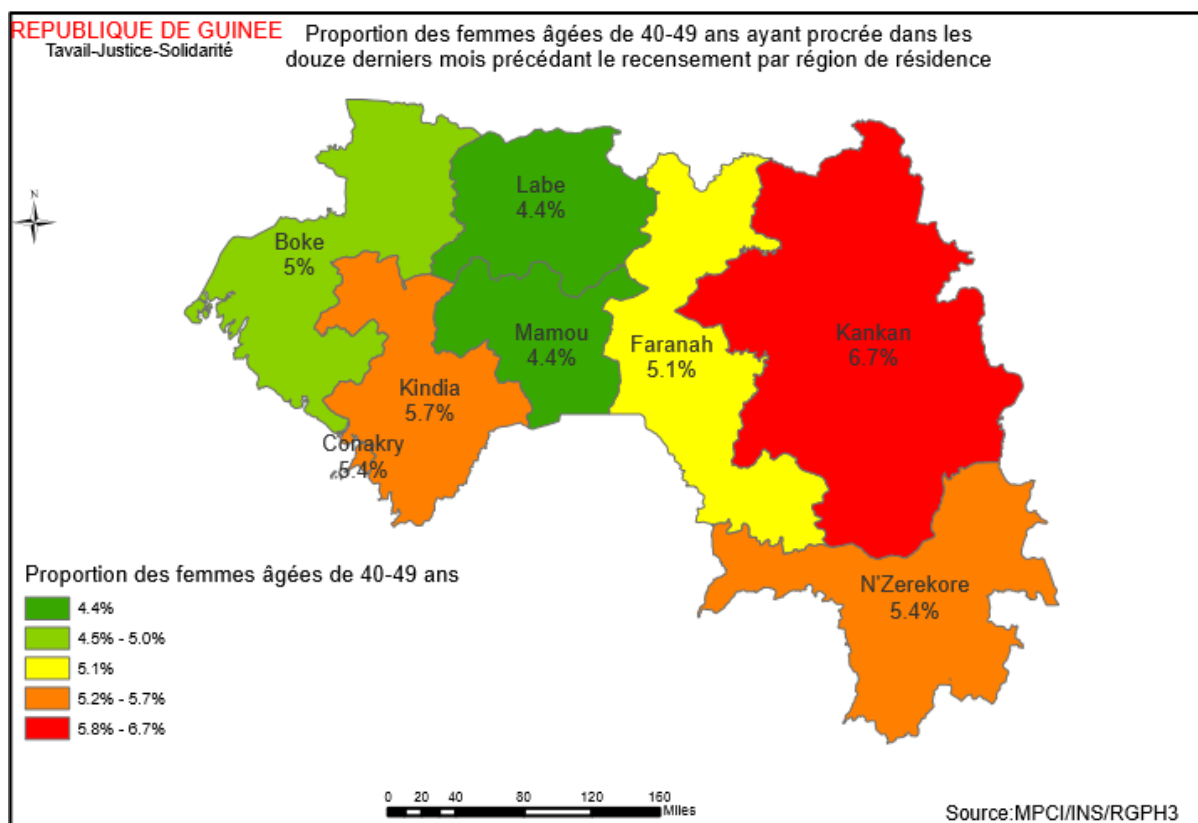 REPUBLIQUE DE GUINEE
Tavail-Justice-Solidarité
Proportion des femmes âgées de 40-49 ans ayant procrée dans les
douze derniers mois précédant le recensement par région de résidence
N
Labe
4.4%
Boke
5%
Mamou
4.4%
Faranah
5.1%
Kankan
6.7%
Kindia
5.7%
Conakry
5.4%
N'Zerekore
5.4%
Proportion des femmes âgées de 40-49 ans
4.4%
4.5% - 5.0%
5.1%
5.2% - 5.7%
5.8% - 6.7%
0 20 40 80 120 160
Miles
Source:MPCI/INS/RGPH3